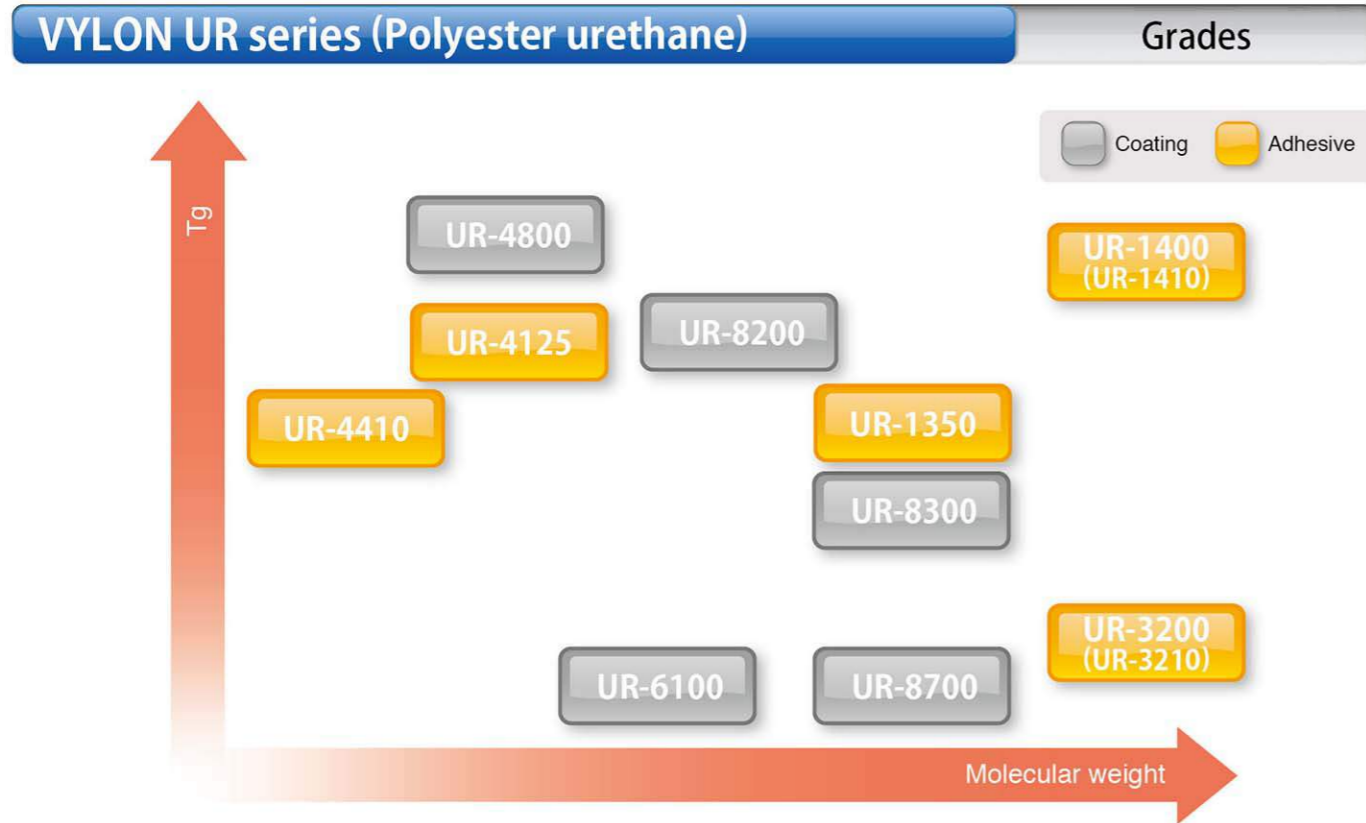 VYLON UR series (Polyester urethane)
Grades
Coating
Adhesive
Tg
UR-4800
UR-1400
(UR-1410)
UR-4125
UR-8200
UR-4410
UR-1350
UR-8300
UR-3200
(UR-3210)
UR-6100
UR-8700
Molecular weight